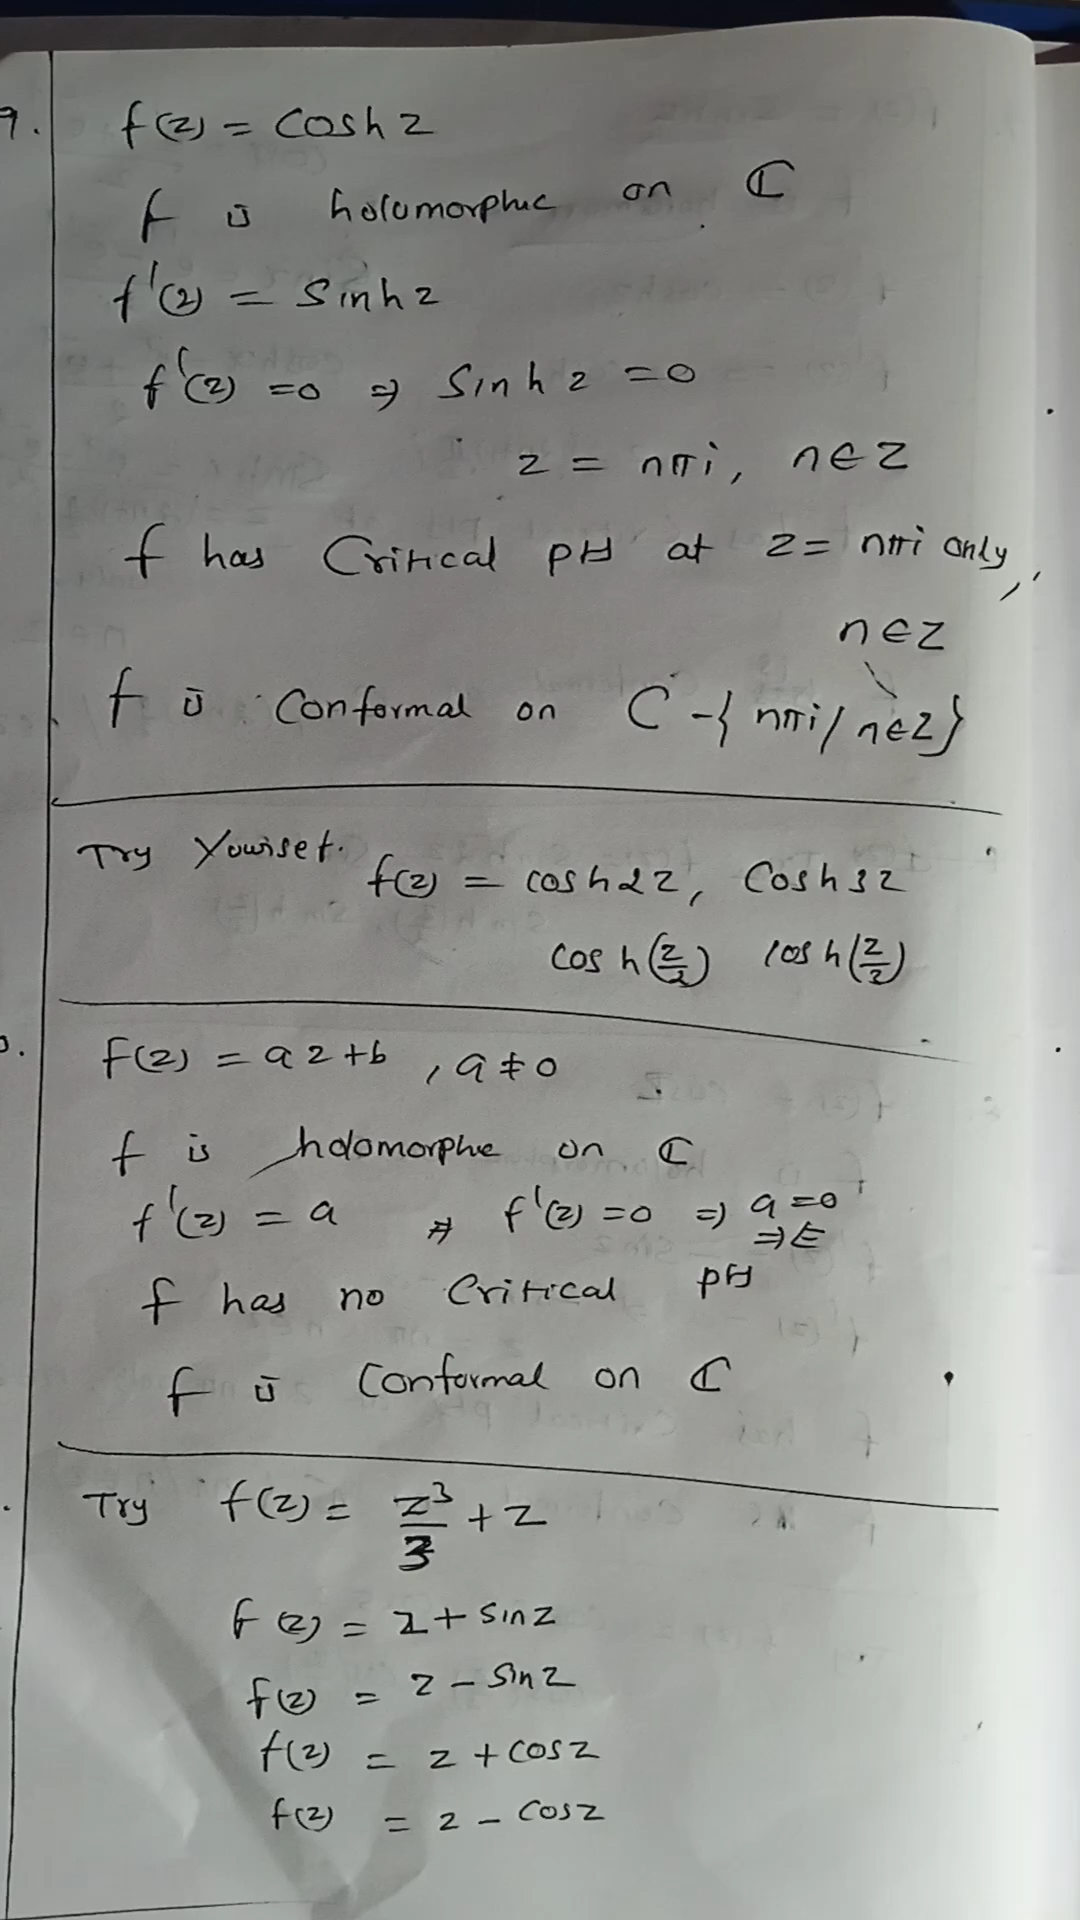 9.
f(z) = cosh z
f is holomorphic on ℂ
f'(z) = sinh z
f'(z) = 0 ⇒ sinh z = 0
z = nπi, n∈Z
f has critical pts at z = nπi only,
n∈Z
f is conformal on C - { nπi / n∈Z }
Try Yourself.
f(z) = cosh 2z, cosh 3z
cosh (z/2) cosh (z/3)
f(z) = az+b, a≠0
f is holomorphic on ℂ
f'(z) = a f'(z) = 0 ⇒ a = 0
f has no critical pts
f is conformal on ℂ
Try f(z) = z³/3 + z
f(z) = z + sin z
f(z) = z - sin z
f(z) = z + cos z
f(z) = z - cos z